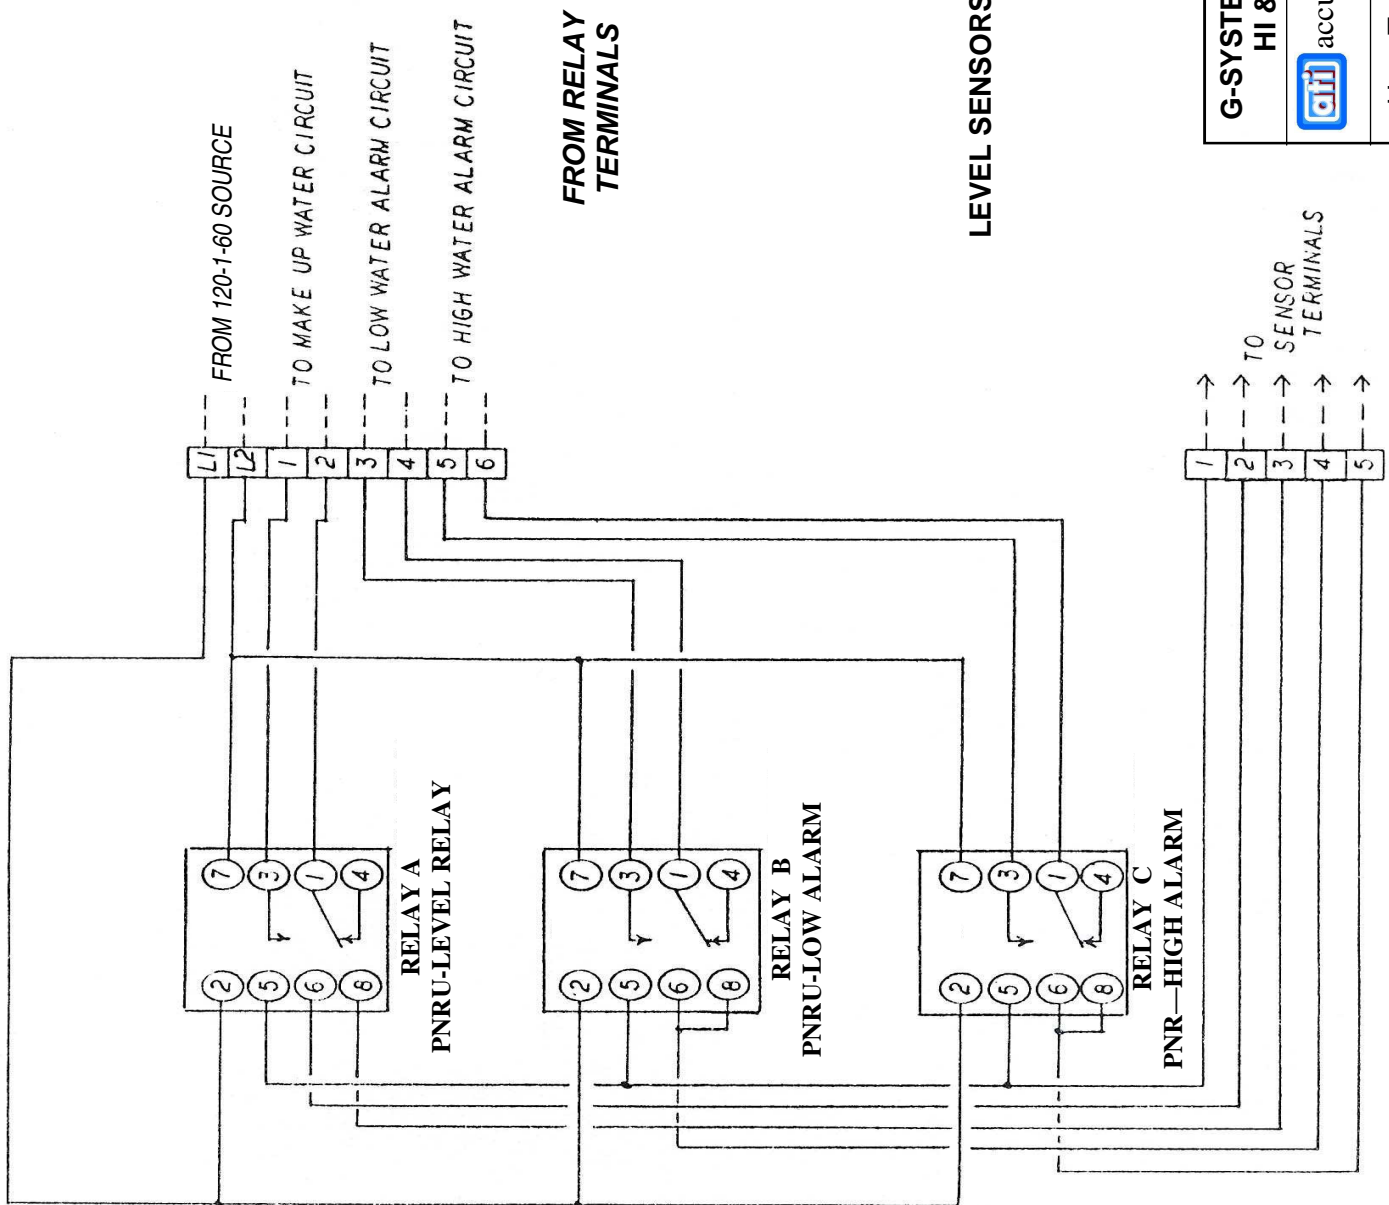 FROM 120-1-60 SOURCE
TO MAKE UP WATER CIRCUIT
TO LOW WATER ALARM CIRCUIT
TO HIGH WATER ALARM CIRCUIT
L1
L2
1
2
3
4
5
6
FROM RELAY
TERMINALS
LEVEL SENSORS
G-SYSTE
HI &
ati accu
7
3
1
4
2
5
6
8
RELAY A
PNRU-LEVEL RELAY
7
3
1
4
2
5
6
8
RELAY B
PNRU-LOW ALARM
7
3
1
4
2
5
6
8
RELAY C
PNR—HIGH ALARM
1
2
3
4
5
TO
SENSOR
TERMINALS